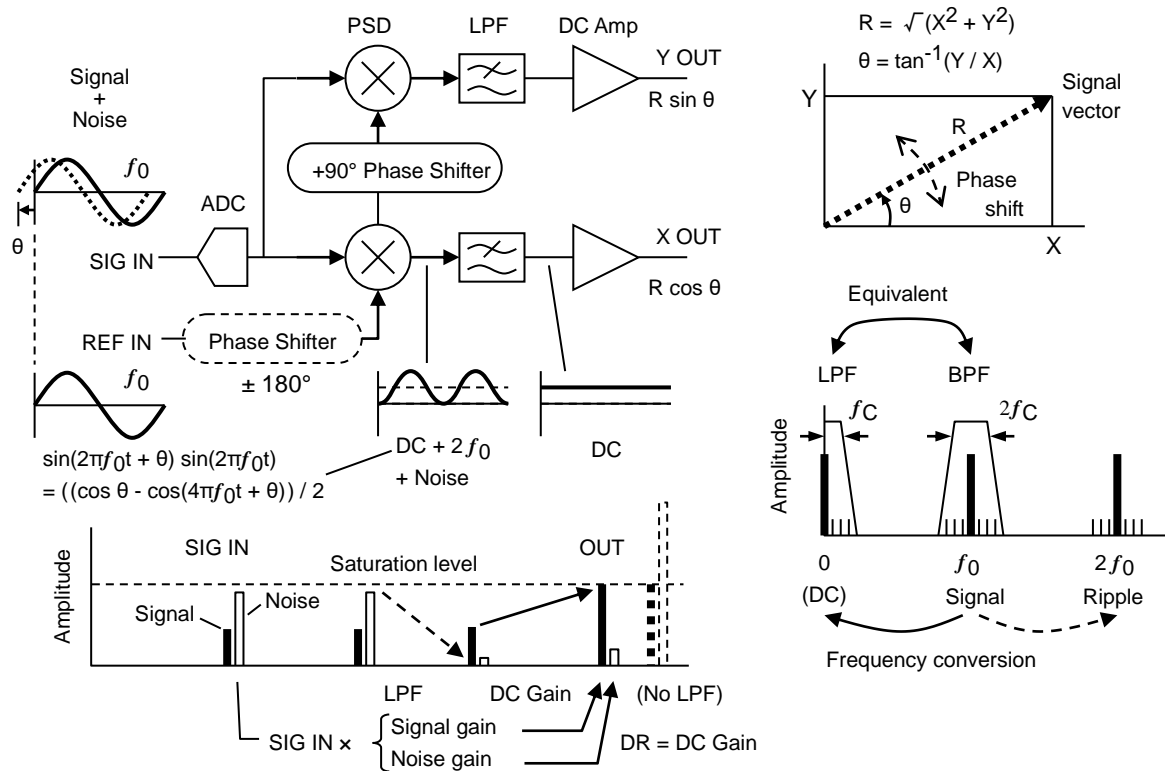 PSD
LPF
DC Amp
Signal
+
Noise
Y OUT
R sin θ
f0
+90° Phase Shifter
ADC
θ
SIG IN
X OUT
R cos θ
REF IN
Phase Shifter
± 180°
f0
DC + 2f0
+ Noise
DC
sin(2πf0t + θ) sin(2πf0t)
= ((cos θ - cos(4πf0t + θ)) / 2
R = √(X2 + Y2)
θ = tan-1(Y / X)
Y
Signal
vector
R
Phase
shift
θ
X
Equivalent
LPF
BPF
fC
2fC
Amplitude
0
f0
2f0
(DC)
Signal
Ripple
Frequency conversion
SIG IN
OUT
Saturation level
Amplitude
Signal
Noise
LPF
DC Gain
(No LPF)
SIG IN ×
Signal gain
Noise gain
DR = DC Gain